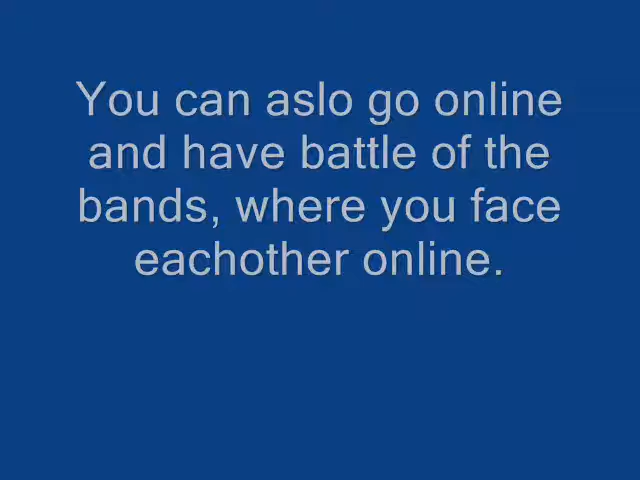 You can aslo go online
and have battle of the
bands, where you face
eachother online.